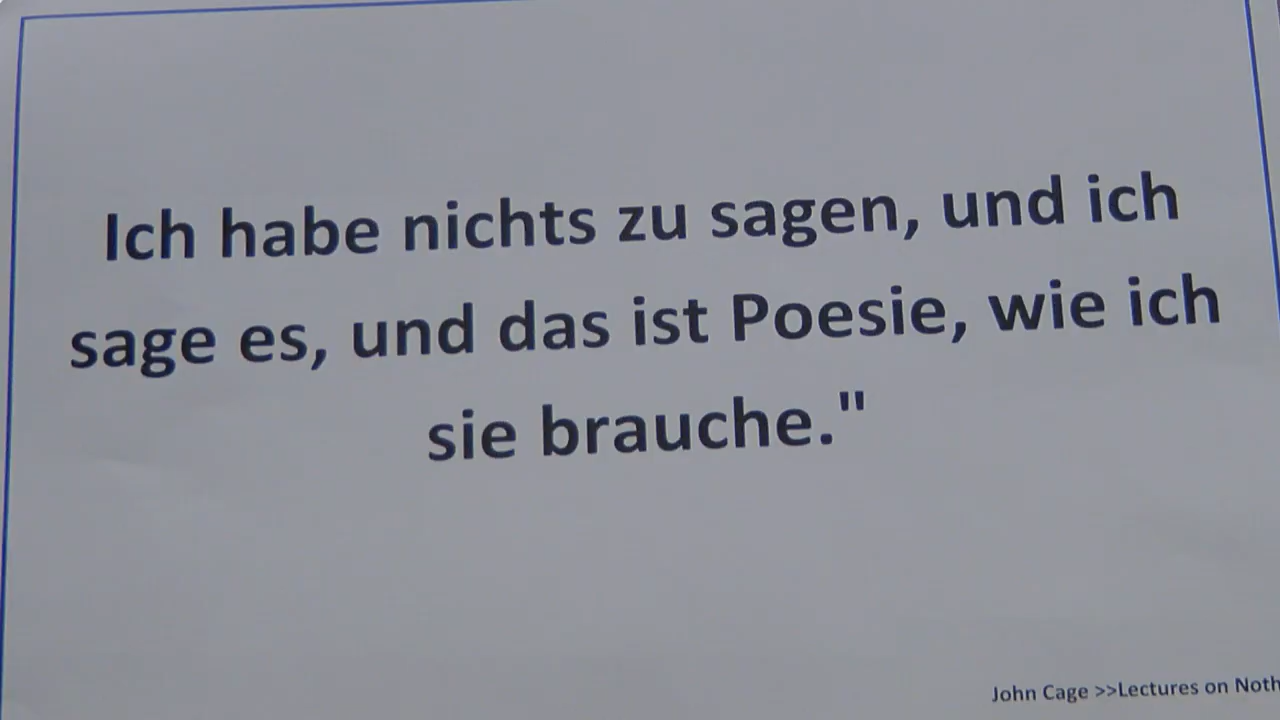 Ich habe nichts zu sagen, und ich
sage es, und das ist Poesie, wie ich
sie brauche."
John Cage >>Lectures on Noth